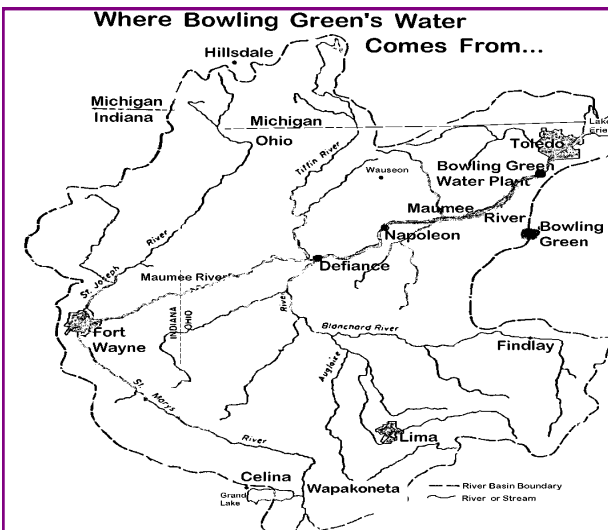 Where Bowling Green's Water
Comes From...
Hillsdale
Michigan
Indiana
Michigan
Ohio
Lake
Erie
Toledo
Tiffin River
Wauseon
Bowling Green
Water Plant
Maumee
River
Napoleon
Bowling
Green
Defiance
St. Joseph
River
Maumee River
INDIANA
OHIO
River
Fort
Wayne
Blanchard River
Findlay
Auglaize
St. Marys
River
Lima
Celina
Grand
Lake
Wapakoneta
River Basin Boundary
River or Stream